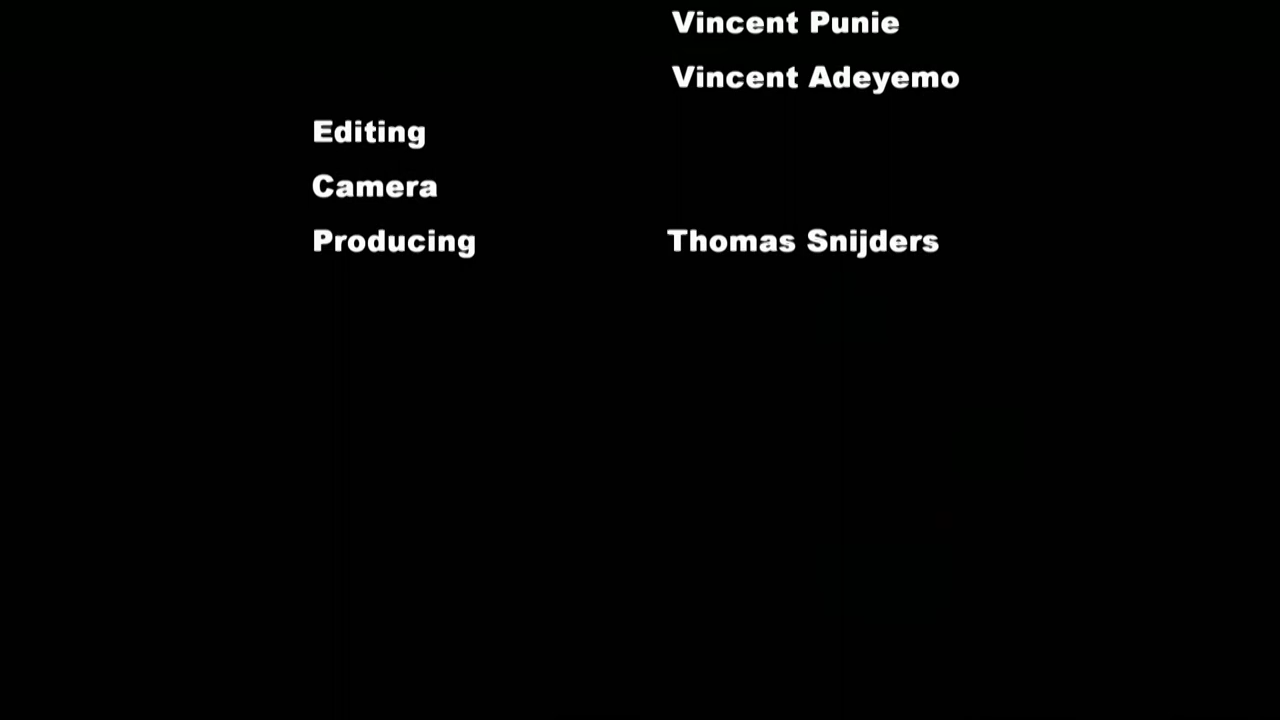 Vincent Punie
Vincent Adeyemo
Editing
Camera
Producing Thomas Snijders